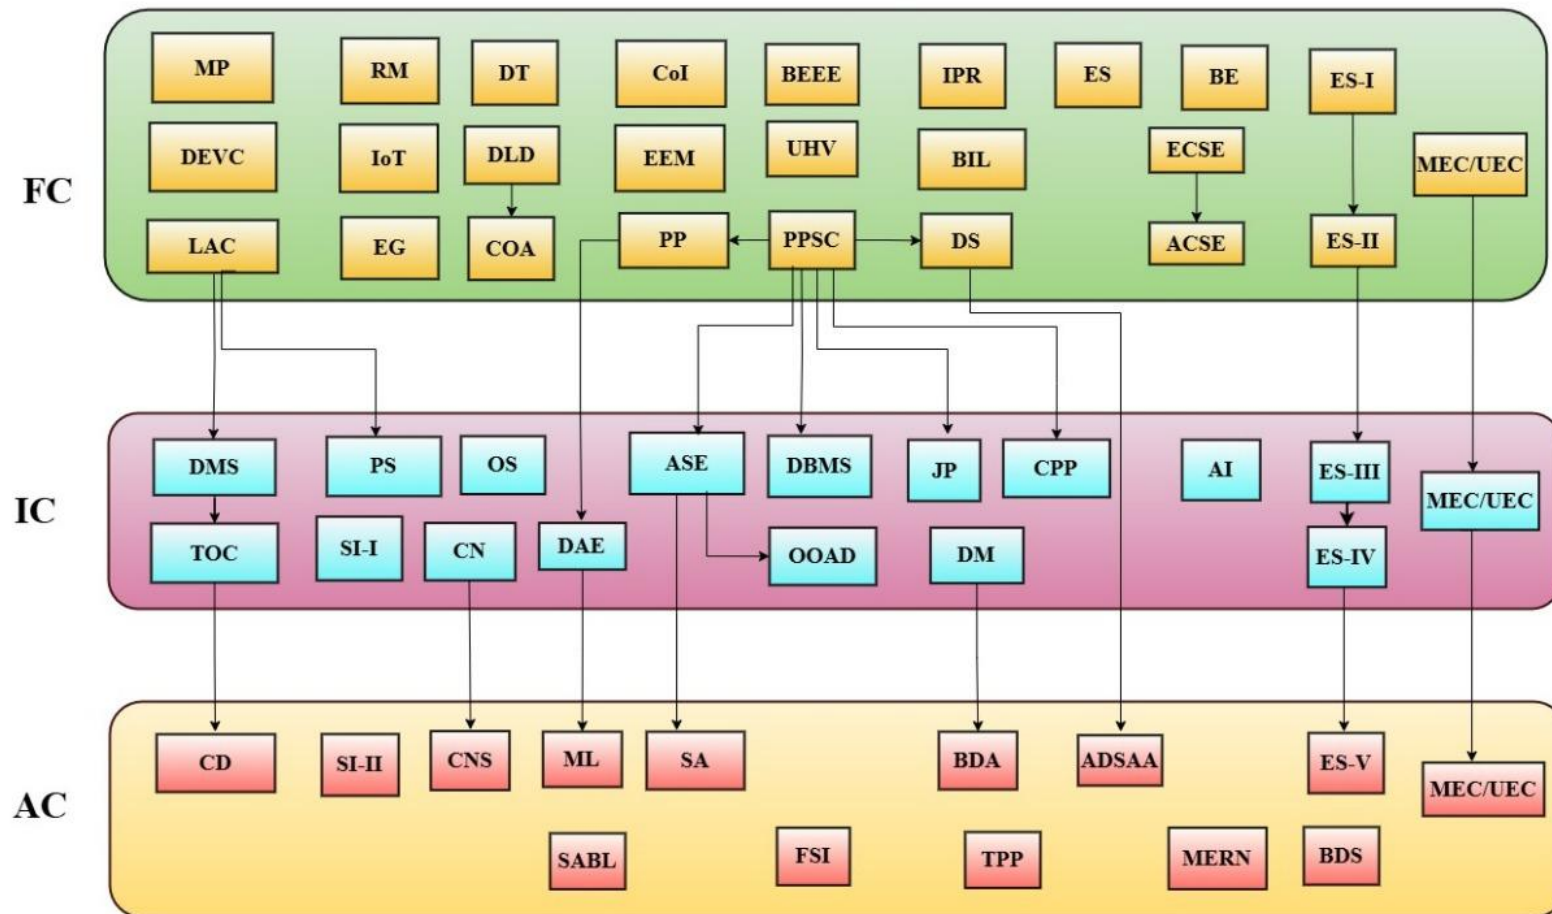 MP
RM
DT
CoI
BEEE
IPR
ES
BE
ES-I
DEVC
IoT
DLD
EEM
UHV
BIL
ECSE
MEC/UEC
FC
LAC
EG
COA
PP
PPSC
DS
ACSE
ES-II
DMS
PS
OS
ASE
DBMS
JP
CPP
AI
ES-III
MEC/UEC
IC
TOC
SI-I
CN
DAE
OOAD
DM
ES-IV
CD
SI-II
CNS
ML
SA
BDA
ADSAA
ES-V
MEC/UEC
AC
SABL
FSI
TPP
MERN
BDS